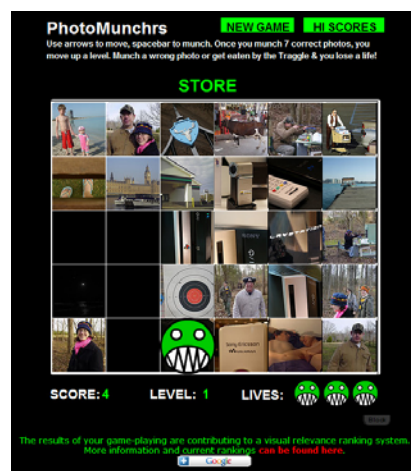 PhotoMunchrs
NEW GAME
HI SCORES
Use arrows to move, spacebar to munch. Once you munch 7 correct photos, you
move up a level. Munch a wrong photo or get eaten by the Traggle & you lose a life!
STORE
SONY
Sony Ericsson
SCORE:4
LEVEL: 1
LIVES:
The results of your game-playing are contributing to a visual relevance ranking system.
More information and current rankings can be found here.
Google